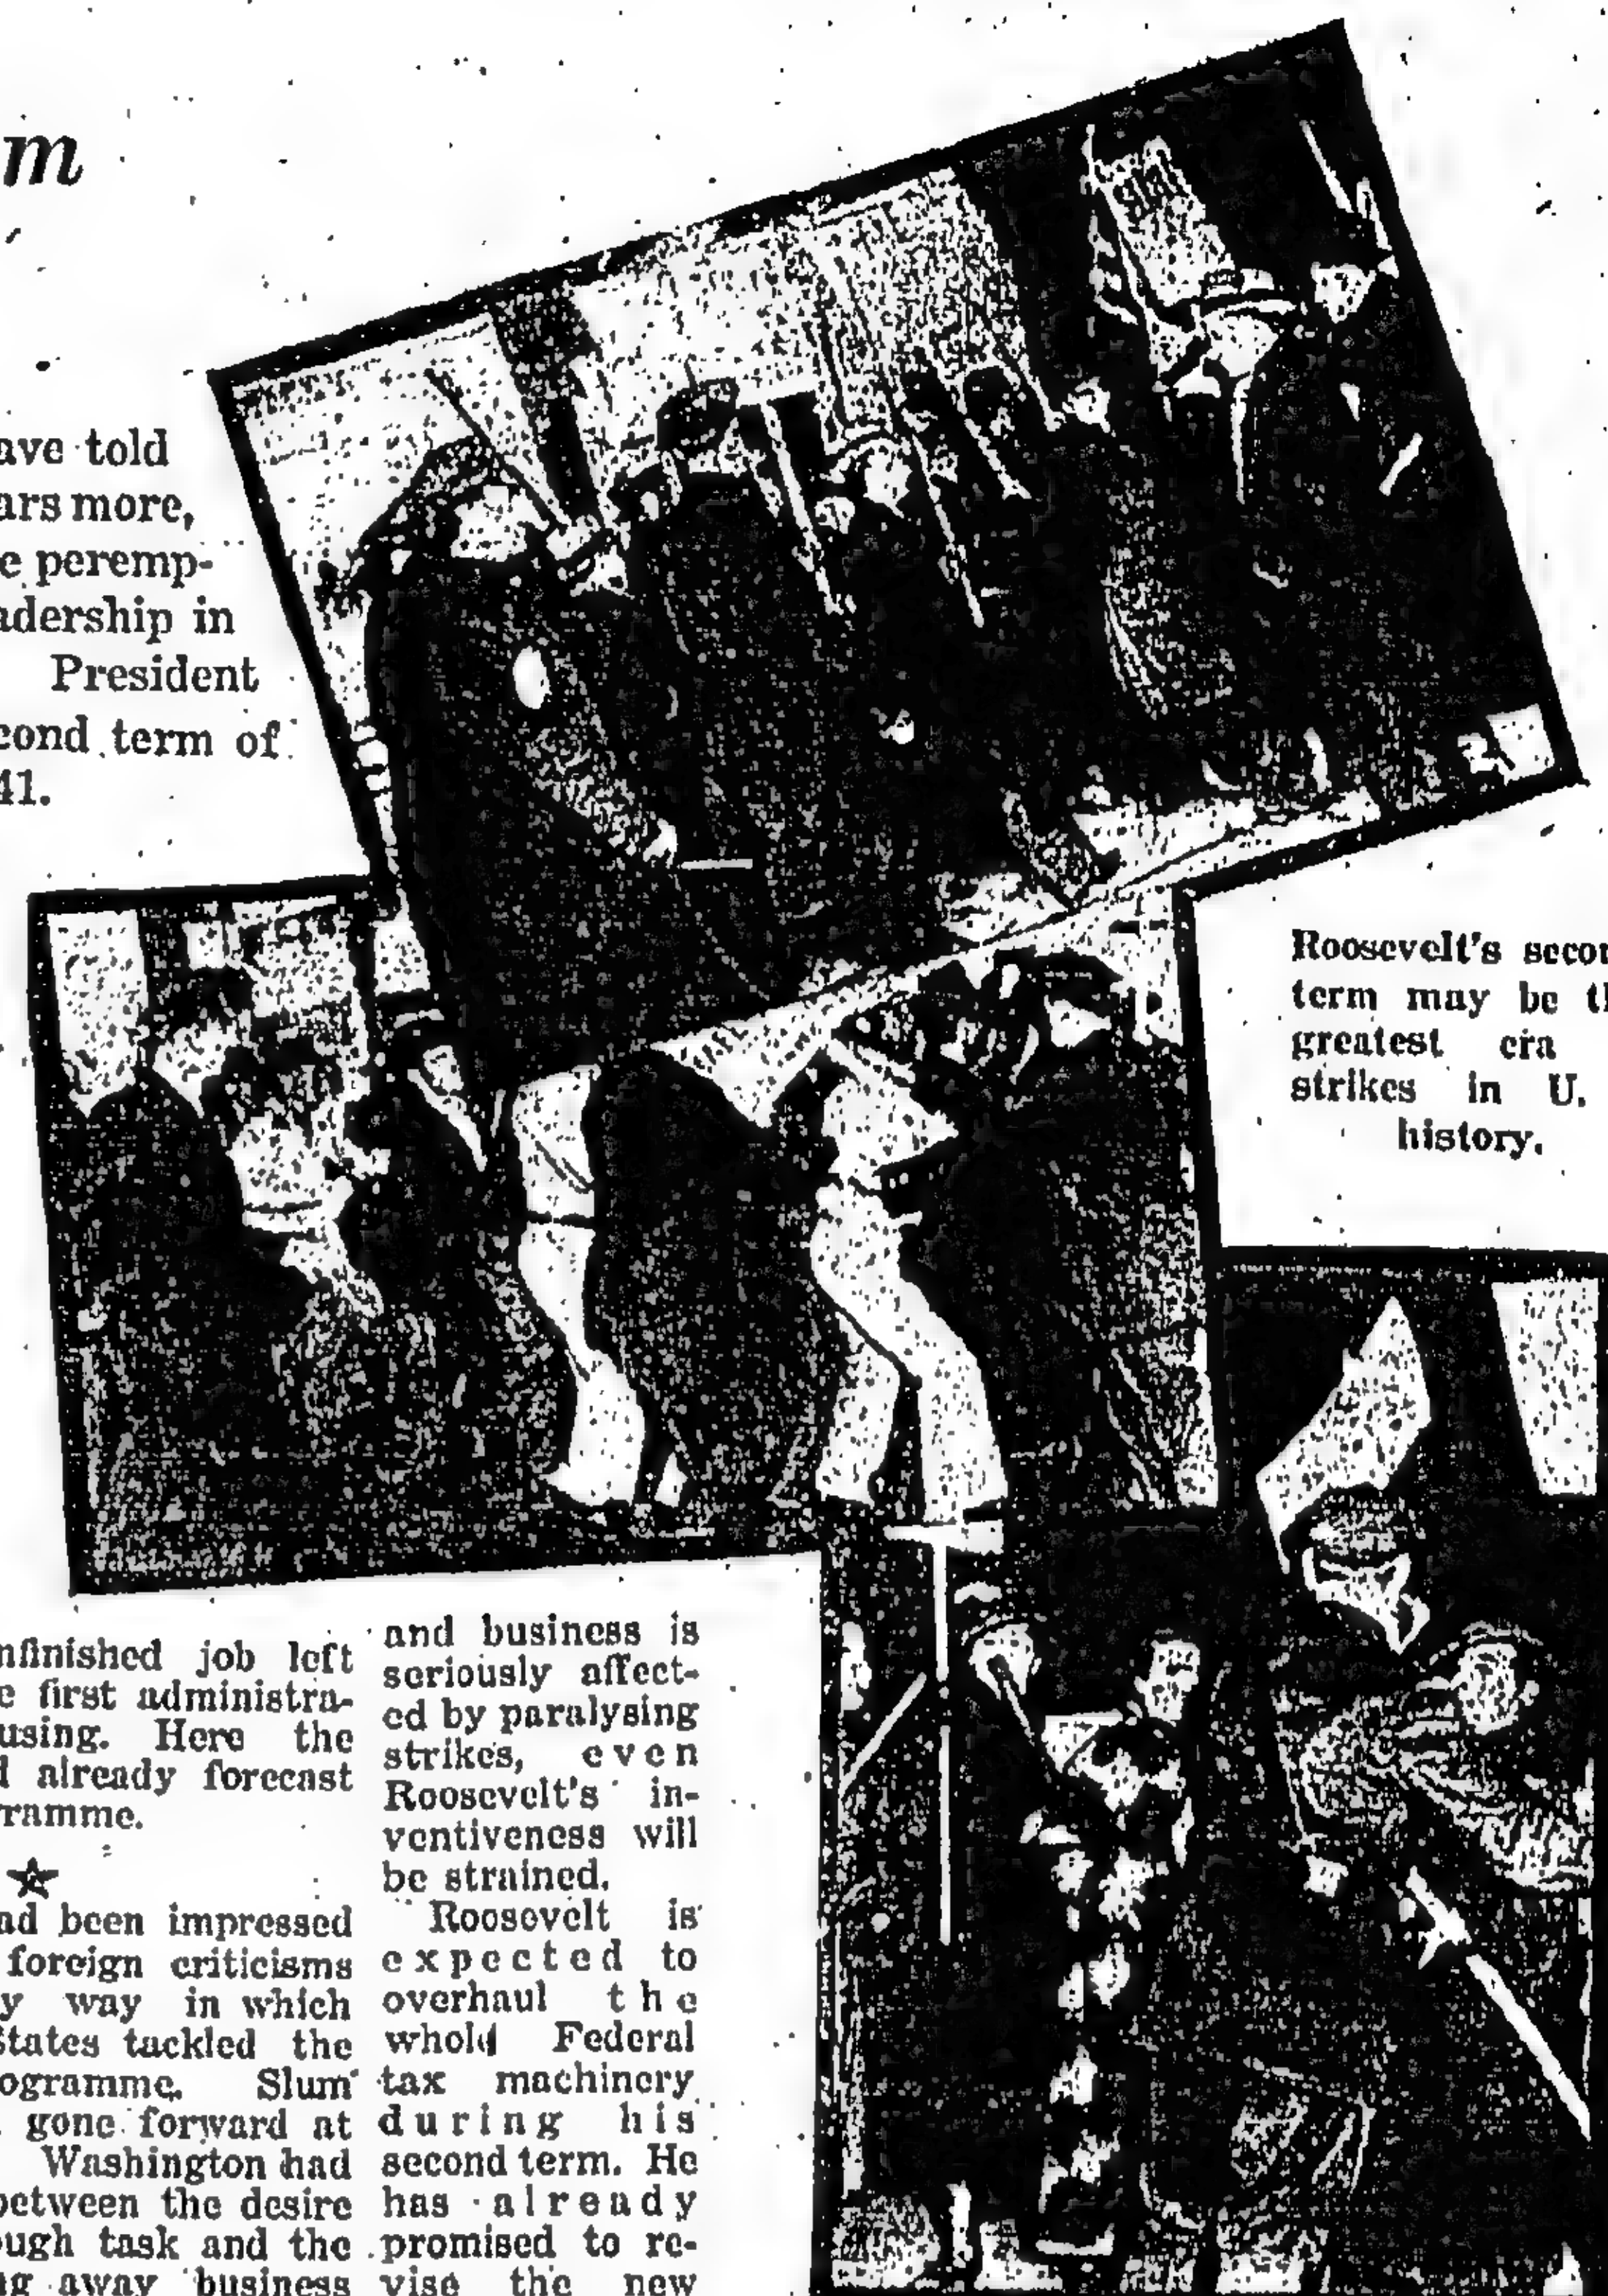 m
ave told
ars more,
e peremp-
adership in
President
cond term of
41.
Roosevelt's secon
term may be th
greatest era
strikes in U.
history.
nfinished job left
e first administra-
using. Here the
d already forecast
ramme.
ad been impressed
foreign criticisms
y way in which
States tackled the
ogramme. Slum
gone forward at
Washington had
between the desire
ough task and the
ng away business
and business is
seriously affect-
ed by paralysing
strikes, even
Roosevelt's in-
ventiveness will
be strained.
Roosevelt is
expected to
overhaul the
whole Federal
tax machinery
during his
second term. He
has already
promised to re-
vise the new